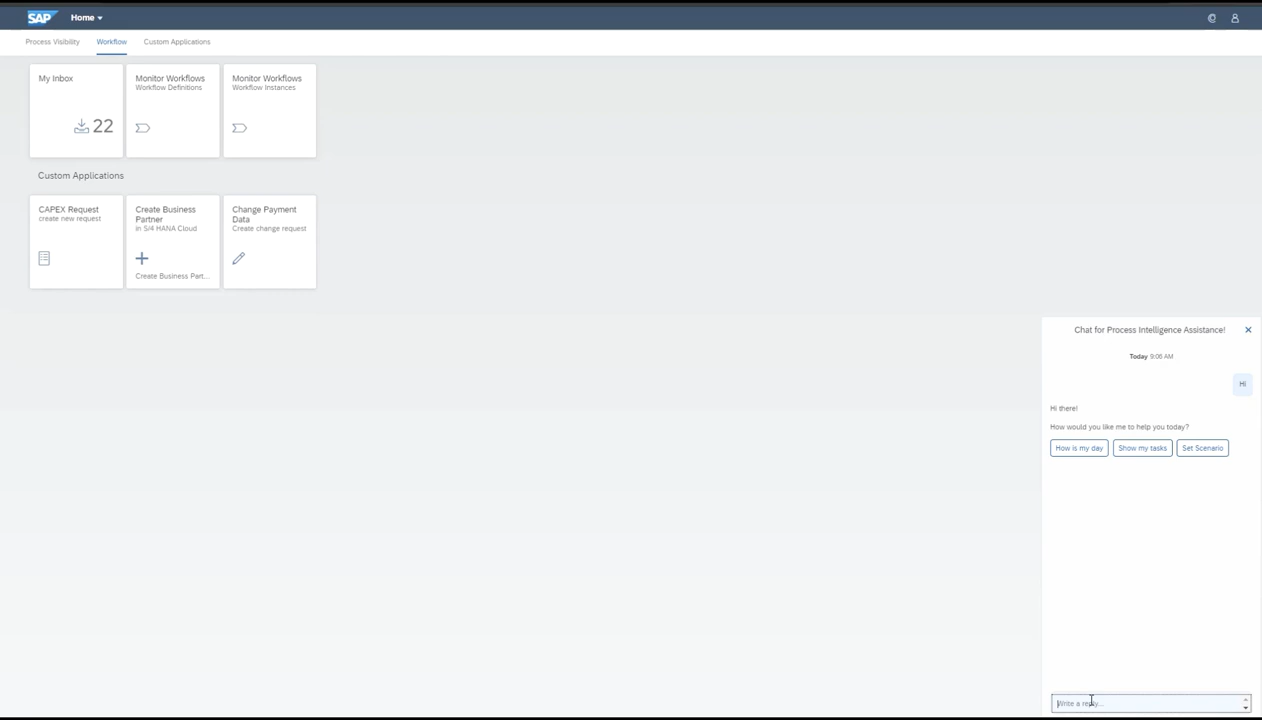 SAP Home
Process Visibility Workflow Custom Applications
My Inbox
22
Monitor Workflows
Workflow Definitions
Monitor Workflows
Workflow Instances
Custom Applications
CAPEX Request
create new request
Create Business
Partner
in S/4 HANA Cloud
Create Business Part...
Change Payment
Data
Create change request
Chat for Process Intelligence Assistance!
Today 9:06 AM
Hi
Hi there!
How would you like me to help you today?
How is my day Show my tasks Set Scenario
Write a reply...